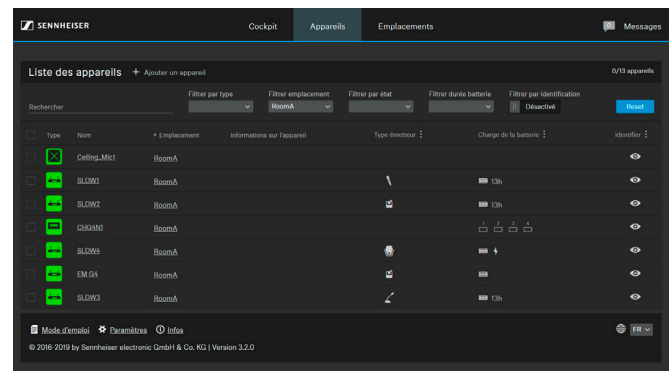 SENNHEISER Cockpit Appareils Emplacements Messages
Liste des appareils + Ajouter un appareil 0/13 appareils
Filtrer par type Filtrer emplacement Filtrer par état Filtrer durée batterie Filtrer par identification
Rechercher RoomA Désactivé Reset
Type Nom Emplacement Informations sur l'appareil Type émetteur Charge de la batterie Identifier
Ceiling_Mic1 RoomA
SLDW1 RoomA 13h
SLDW2 RoomA 13h
CHG4N1 RoomA 1 2 3 4
SLDW4 RoomA
EM G4 RoomA
SLDW3 RoomA 13h
Mode d'emploi Paramètres Infos FR
© 2016-2019 by Sennheiser electronic GmbH & Co. KG | Version 3.2.0